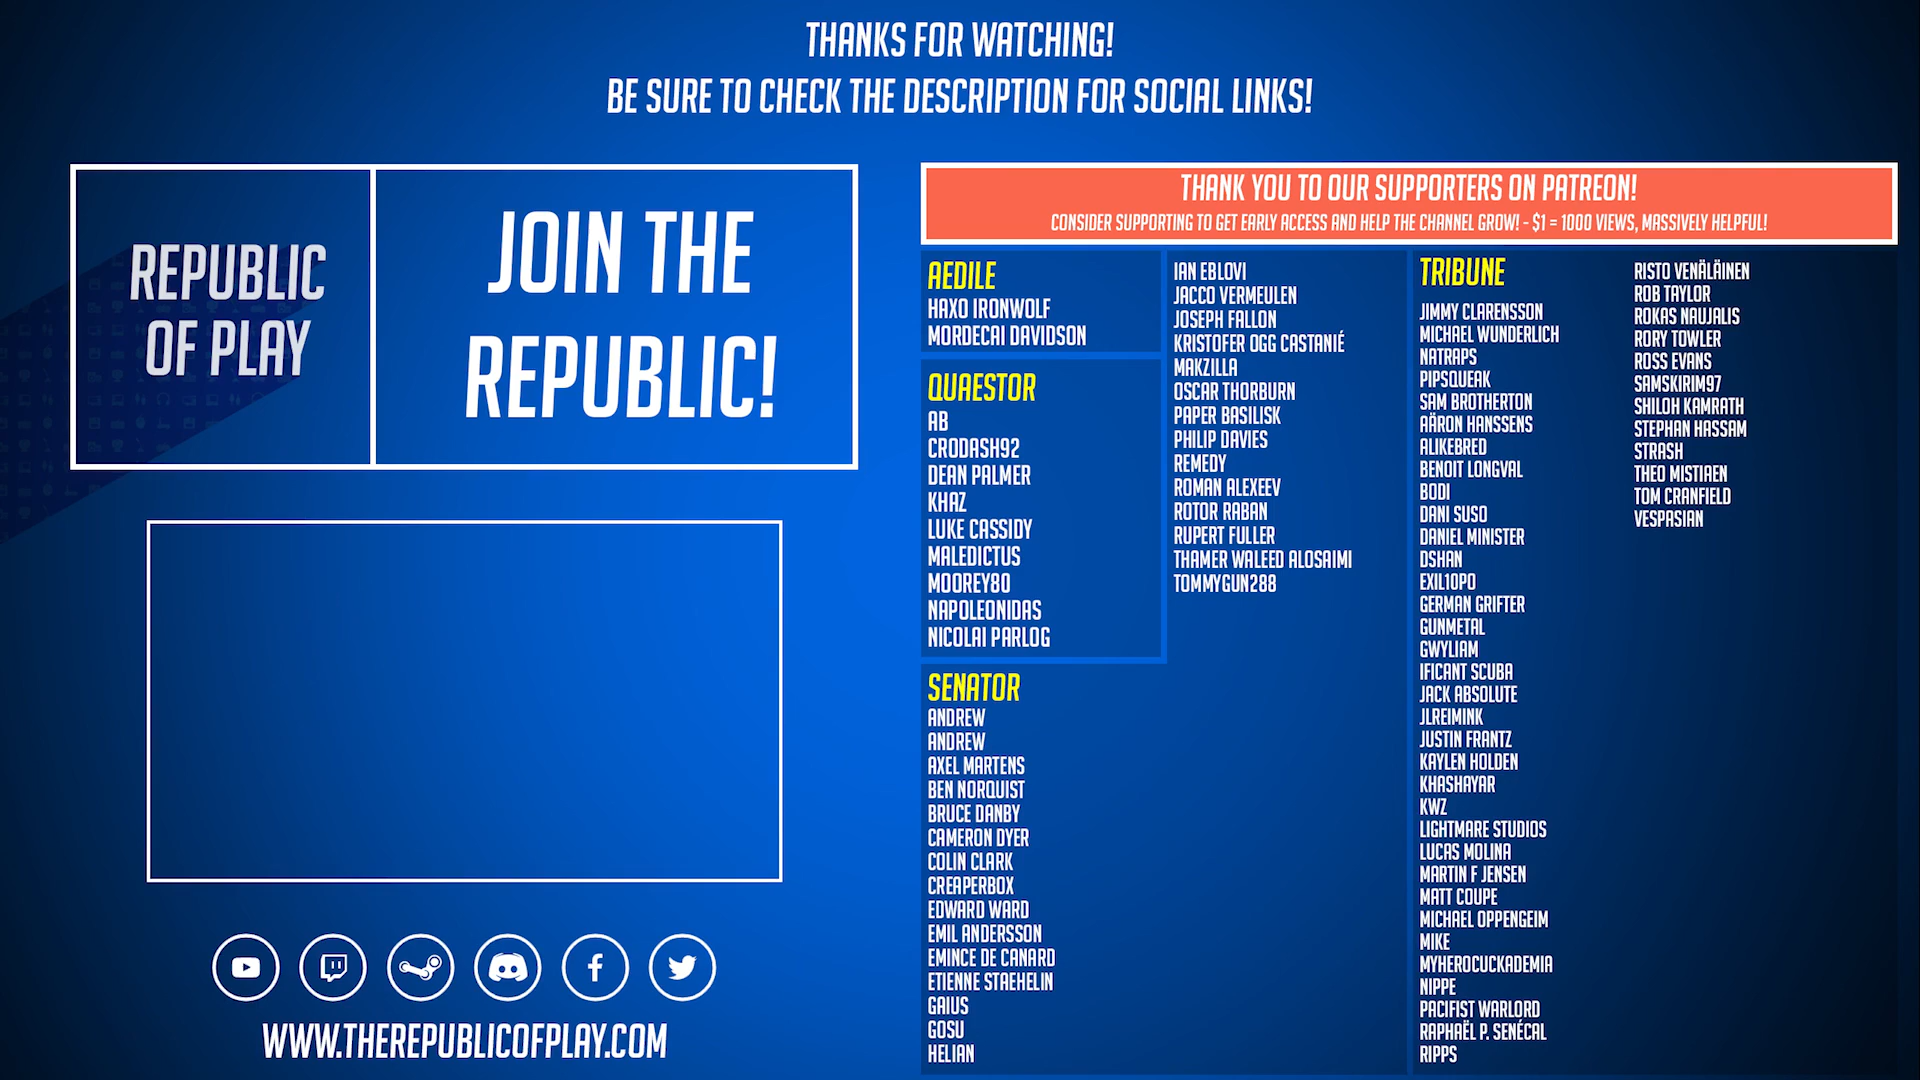 THANKS FOR WATCHING!
BE SURE TO CHECK THE DESCRIPTION FOR SOCIAL LINKS!
REPUBLIC
OF PLAY
JOIN THE
REPUBLIC!
WWW.THEREPUBLICOFPLAY.COM
THANK YOU TO OUR SUPPORTERS ON PATREON!
CONSIDER SUPPORTING TO GET EARLY ACCESS AND HELP THE CHANNEL GROW! - $1 = 1000 VIEWS, MASSIVELY HELPFUL!
AEDILE
HAXO IRONWOLF
MORDECAI DAVIDSON
QUAESTOR
AB
CRODASH92
DEAN PALMER
KHAZ
LUKE CASSIDY
MALEDICTUS
MOOREY80
NAPOLEONIDAS
NICOLAI PARLOG
SENATOR
ANDREW
ANDREW
AXEL MARTENS
BEN NORQUIST
BRUCE DANBY
CAMERON DYER
COLIN CLARK
CREAPERBOX
EDWARD WARD
EMIL ANDERSSON
EMINCE DE CANARD
ETIENNE STAEHELIN
GAIUS
GOSU
HELIAN
IAN EBLOVI
JACCO VERMEULEN
JOSEPH FALLON
KRISTOFER OGG CASTANIÉ
MAKZILLA
OSCAR THORBURN
PAPER BASILISK
PHILIP DAVIES
REMEDY
ROMAN ALEXEEV
ROTOR RABAN
RUPERT FULLER
THAMER WALEED ALOSAIMI
TOMMYGUN288
TRIBUNE
JIMMY CLARENSSON
MICHAEL WUNDERLICH
NATRAPS
PIPSQUEAK
SAM BROTHERTON
AÄRON HANSSENS
ALIKEBRED
BENOIT LONGVAL
BODI
DANI SUSO
DANIEL MINISTER
DSHAN
EXIL10PO
GERMAN GRIFTER
GUNMETAL
GWYLIAM
IFICANT SCUBA
JACK ABSOLUTE
JLREIMINK
JUSTIN FRANTZ
KAYLEN HOLDEN
KHASHAYAR
KWZ
LIGHTMARE STUDIOS
LUCAS MOLINA
MARTIN F JENSEN
MATT COUPE
MICHAEL OPPENGEIM
MIKE
MYHEROCUCKADEMIA
NIPPE
PACIFIST WARLORD
RAPHAËL P. SENÉCAL
RIPPS
RISTO VENÄLÄINEN
ROB TAYLOR
ROKAS NAUJALIS
RORY TOWLER
ROSS EVANS
SAMSKIRIM97
SHILOH KAMRATH
STEPHAN HASSAM
STRASH
THEO MISTIAEN
TOM CRANFIELD
VESPASIAN